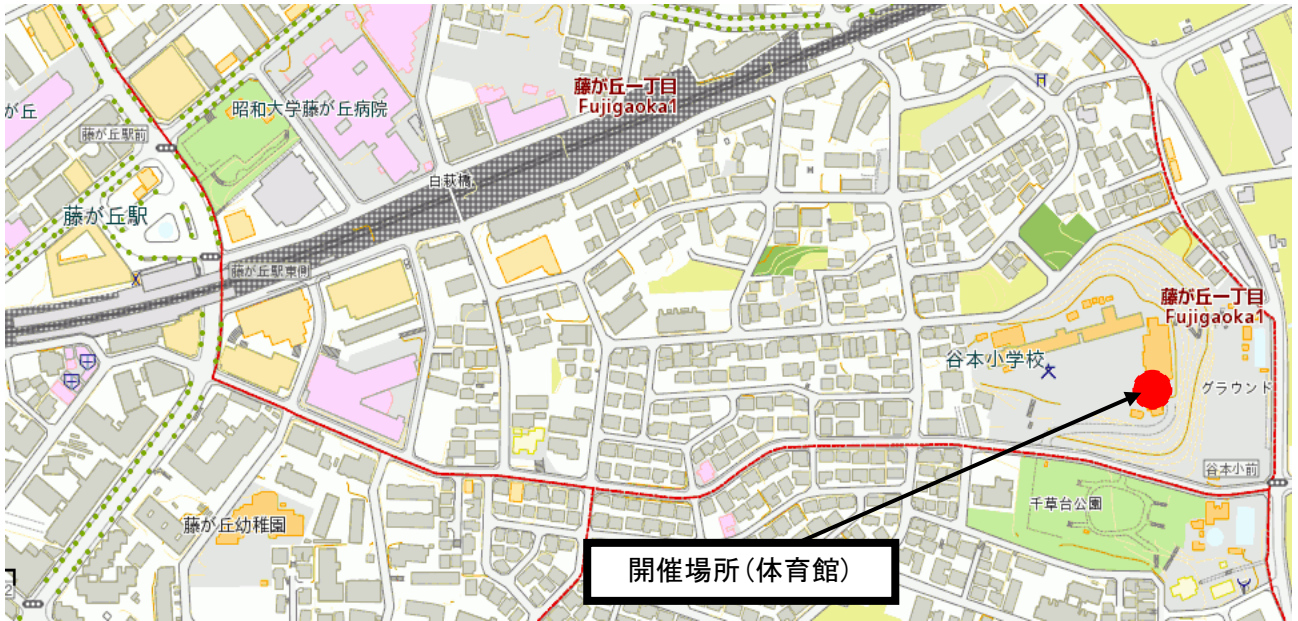 が丘
藤が丘駅前
昭和大学藤が丘病院
藤が丘一丁目
Fujigaoka1
白萩橋
藤が丘駅
藤が丘駅東側
藤が丘一丁目
Fujigaoka1
谷本小学校
グラウンド
谷本小前
千草台公園
藤が丘幼稚園
開催場所(体育館)
2